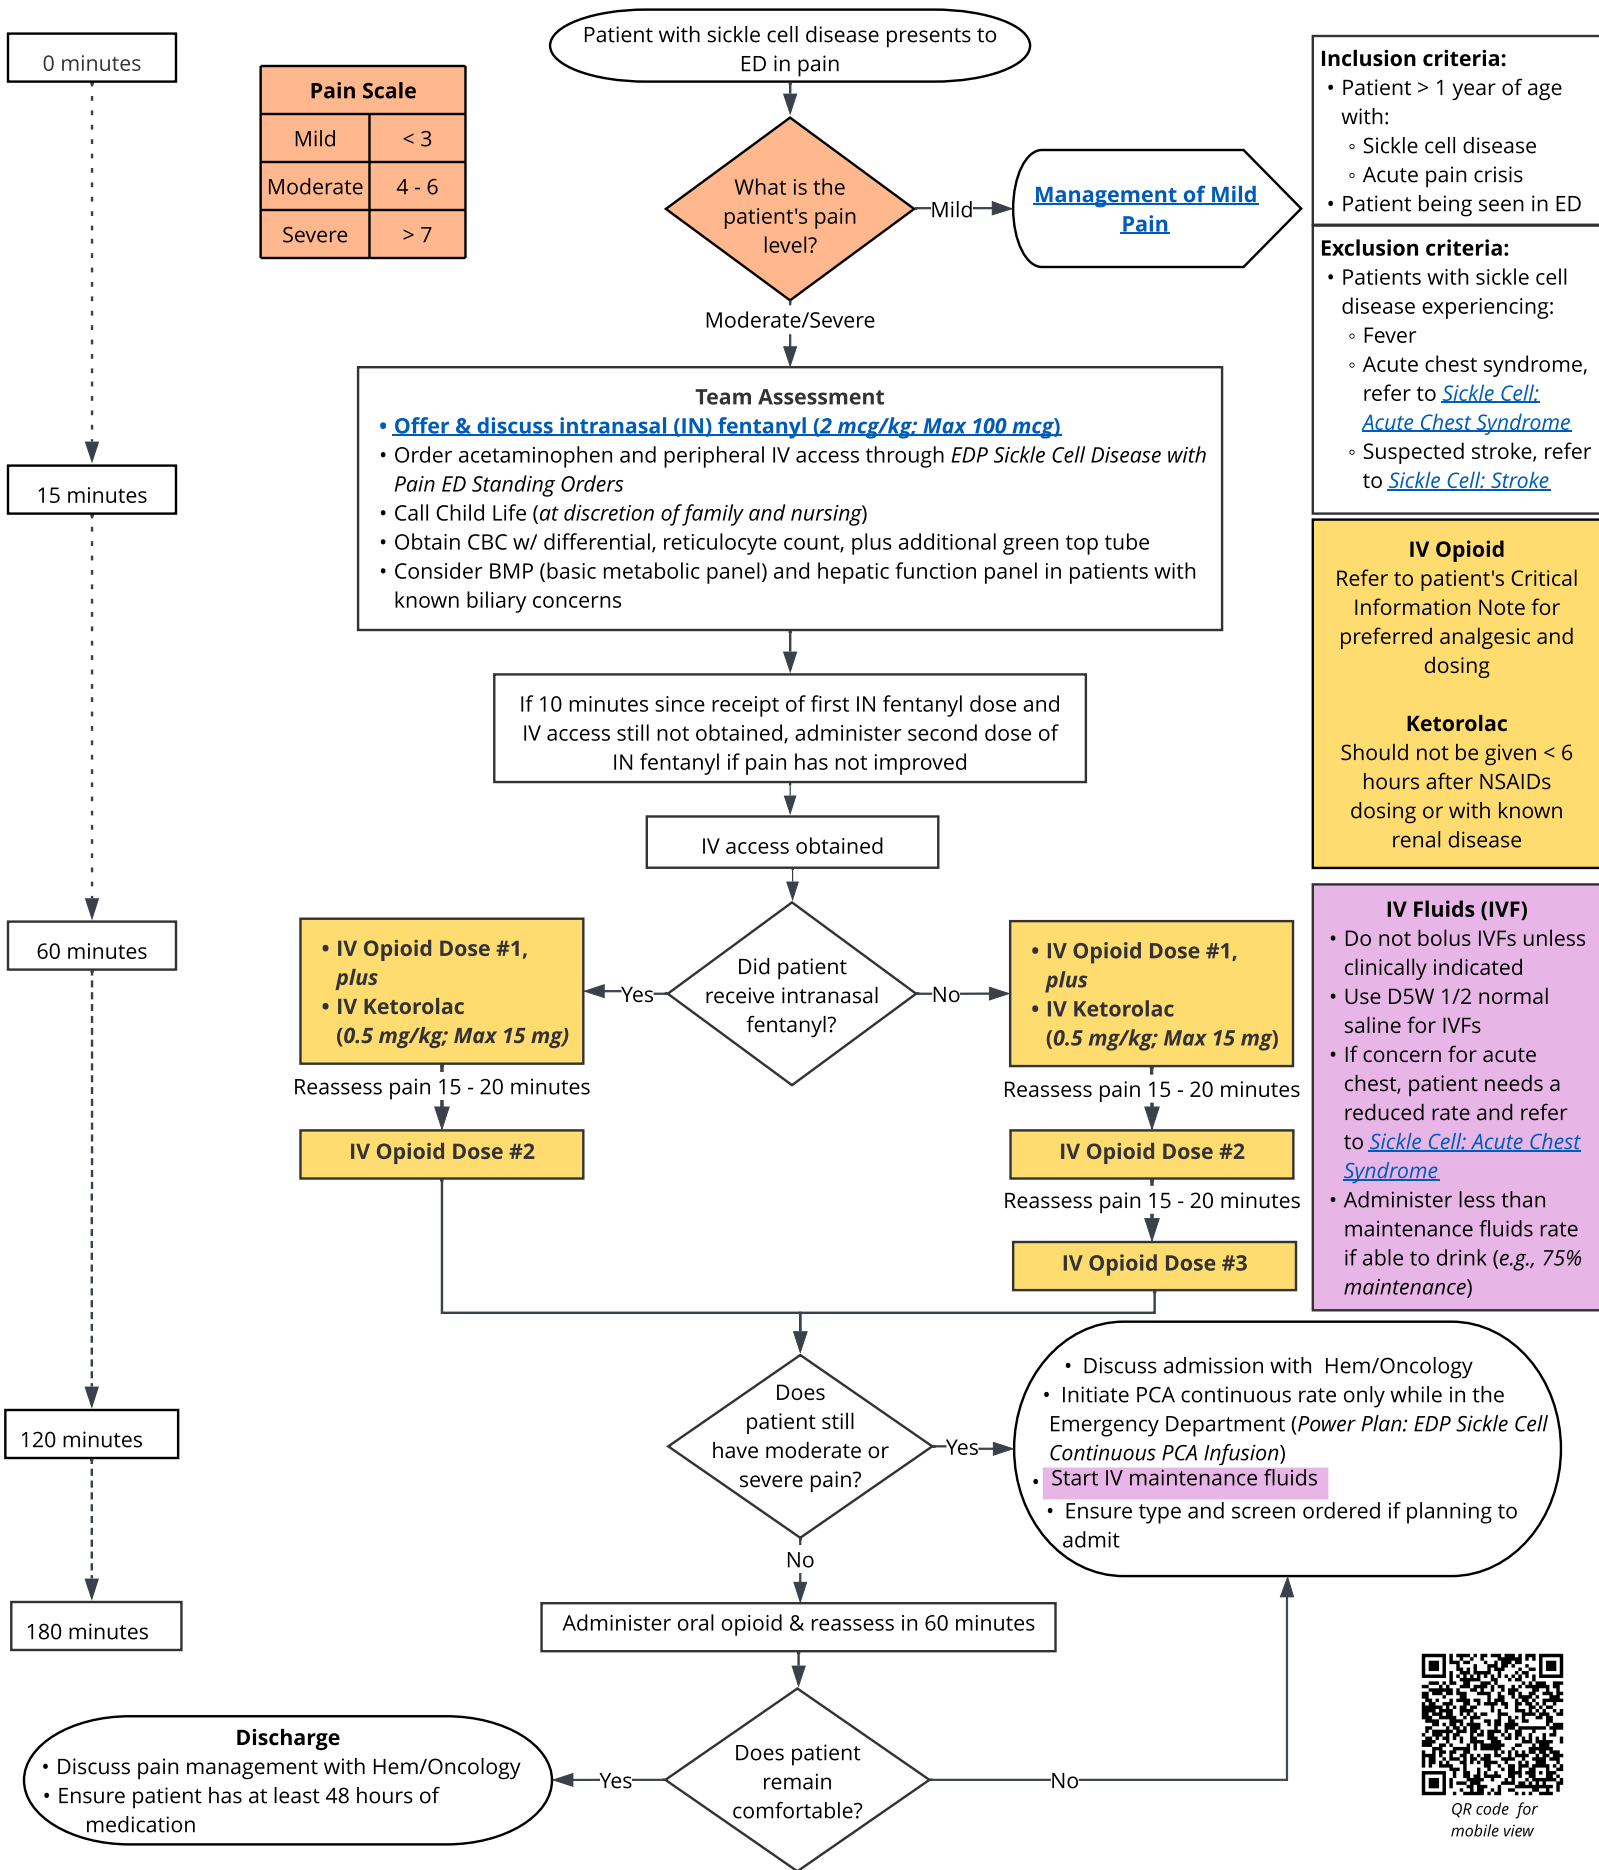 Patient with sickle cell disease presents to
ED in pain
0 minutes
15 minutes
60 minutes
120 minutes
180 minutes
Pain Scale
Mild < 3
Moderate 4 - 6
Severe > 7
What is the
patient's pain
level?
Mild
Management of Mild
Pain
Moderate/Severe
Inclusion criteria:
• Patient > 1 year of age
with:
◦ Sickle cell disease
◦ Acute pain crisis
• Patient being seen in ED
Exclusion criteria:
• Patients with sickle cell
disease experiencing:
◦ Fever
◦ Acute chest syndrome,
refer to Sickle Cell:
Acute Chest Syndrome
◦ Suspected stroke, refer
to Sickle Cell: Stroke
Team Assessment
• Offer & discuss intranasal (IN) fentanyl (2 mcg/kg; Max 100 mcg)
• Order acetaminophen and peripheral IV access through EDP Sickle Cell Disease with
Pain ED Standing Orders
• Call Child Life (at discretion of family and nursing)
• Obtain CBC w/ differential, reticulocyte count, plus additional green top tube
• Consider BMP (basic metabolic panel) and hepatic function panel in patients with
known biliary concerns
IV Opioid
Refer to patient's Critical
Information Note for
preferred analgesic and
dosing
Ketorolac
Should not be given < 6
hours after NSAIDs
dosing or with known
renal disease
If 10 minutes since receipt of first IN fentanyl dose and
IV access still not obtained, administer second dose of
IN fentanyl if pain has not improved
IV access obtained
Did patient
receive intranasal
fentanyl?
Yes
No
• IV Opioid Dose #1,
plus
• IV Ketorolac
(0.5 mg/kg; Max 15 mg)
Reassess pain 15 - 20 minutes
IV Opioid Dose #2
• IV Opioid Dose #1,
plus
• IV Ketorolac
(0.5 mg/kg; Max 15 mg)
Reassess pain 15 - 20 minutes
IV Opioid Dose #2
Reassess pain 15 - 20 minutes
IV Opioid Dose #3
IV Fluids (IVF)
• Do not bolus IVFs unless
clinically indicated
• Use D5W 1/2 normal
saline for IVFs
• If concern for acute
chest, patient needs a
reduced rate and refer
to Sickle Cell: Acute Chest
Syndrome
• Administer less than
maintenance fluids rate
if able to drink (e.g., 75%
maintenance)
Does
patient still
have moderate or
severe pain?
Yes
• Discuss admission with Hem/Oncology
• Initiate PCA continuous rate only while in the
Emergency Department (Power Plan: EDP Sickle Cell
Continuous PCA Infusion)
• Start IV maintenance fluids
• Ensure type and screen ordered if planning to
admit
No
Administer oral opioid & reassess in 60 minutes
Does patient
remain
comfortable?
Yes
No
Discharge
• Discuss pain management with Hem/Oncology
• Ensure patient has at least 48 hours of
medication
QR code for
mobile view